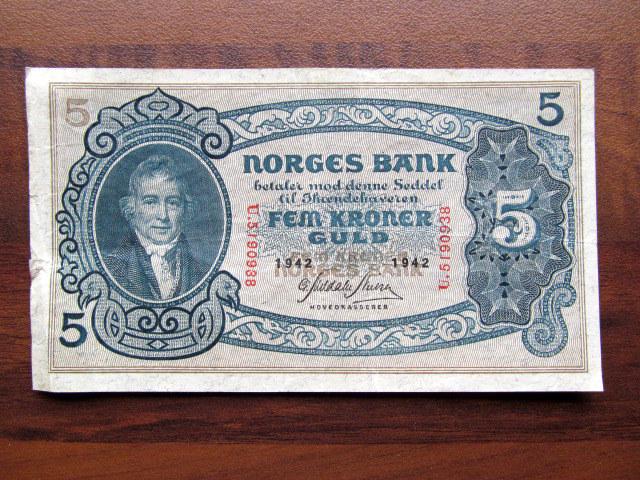 5
5
NORGES BANK
betaler mod denne Seddel
til Ihændehaveren
FEM KRONER
GULD
U.5190938
U.5190938
5
1942 1942
NORGES BANK
HOVEDKASSERER
5